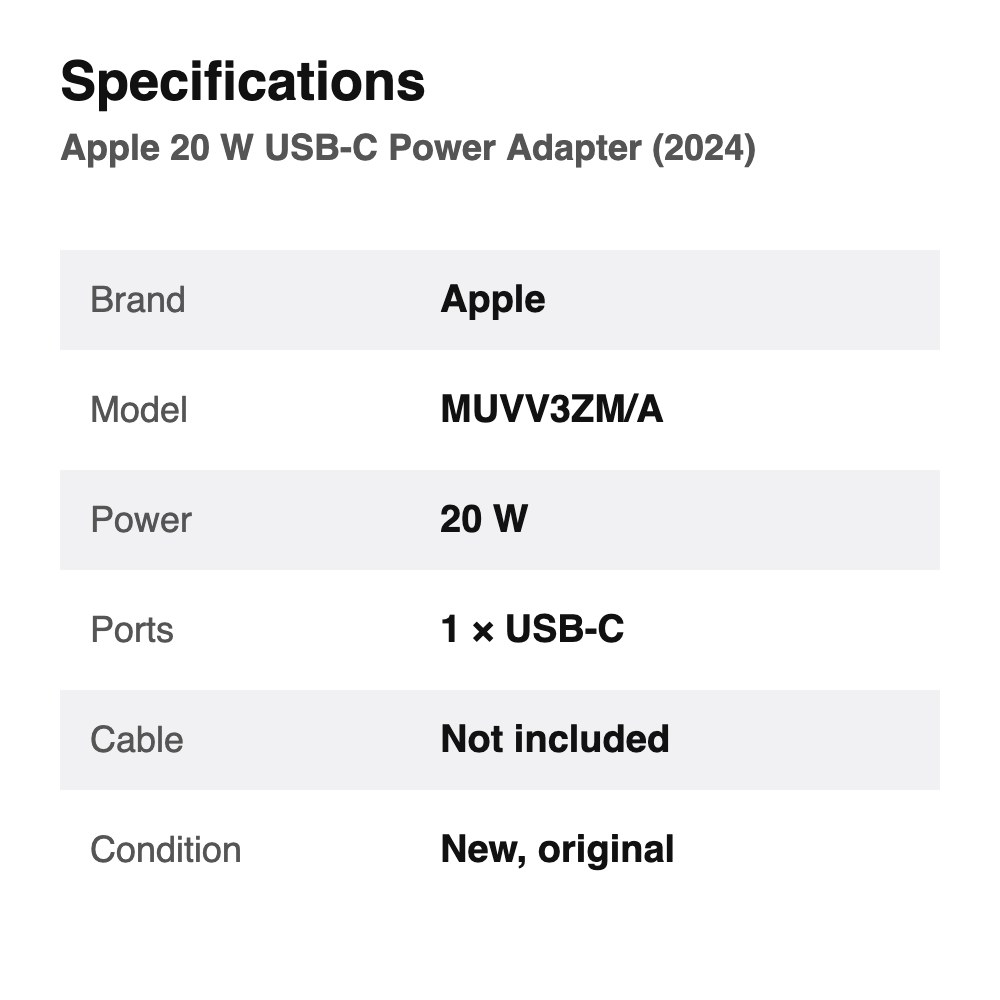 Specifications
Apple 20 W USB-C Power Adapter (2024)
Brand Apple
Model MUVV3ZM/A
Power 20 W
Ports 1 × USB-C
Cable Not included
Condition New, original